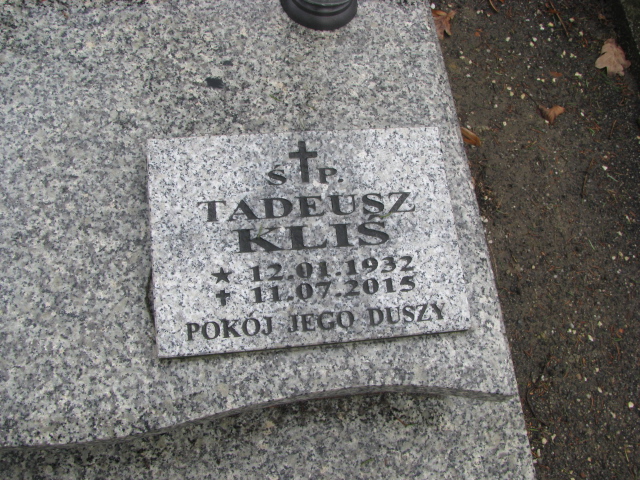 Ś P.
TADEUSZ
KLIŚ
12.01.1932
11.07.2015
POKÓJ JEGO DUSZY